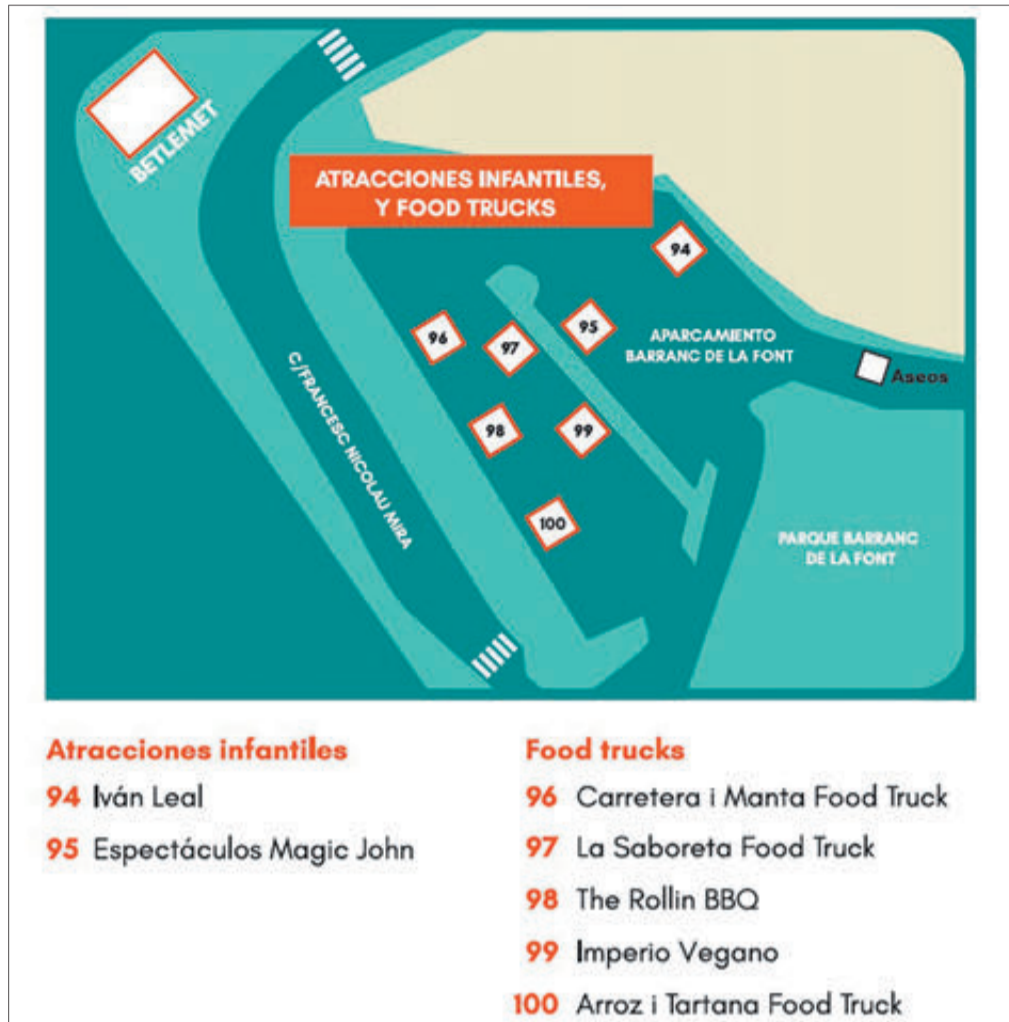 BETLEMET
ATRACCIONES INFANTILES,
Y FOOD TRUCKS
94
95
APARCAMIENTO
BARRANC DE LA FONT
96
97
Aseos
C/FRANCESC NICOLAU MIRA
98
99
100
PARQUE BARRANC
DE LA FONT
Atracciones infantiles
94 Iván Leal
95 Espectáculos Magic John
Food trucks
96 Carretera i Manta Food Truck
97 La Saboreta Food Truck
98 The Rollin BBQ
99 Imperio Vegano
100 Arroz i Tartana Food Truck